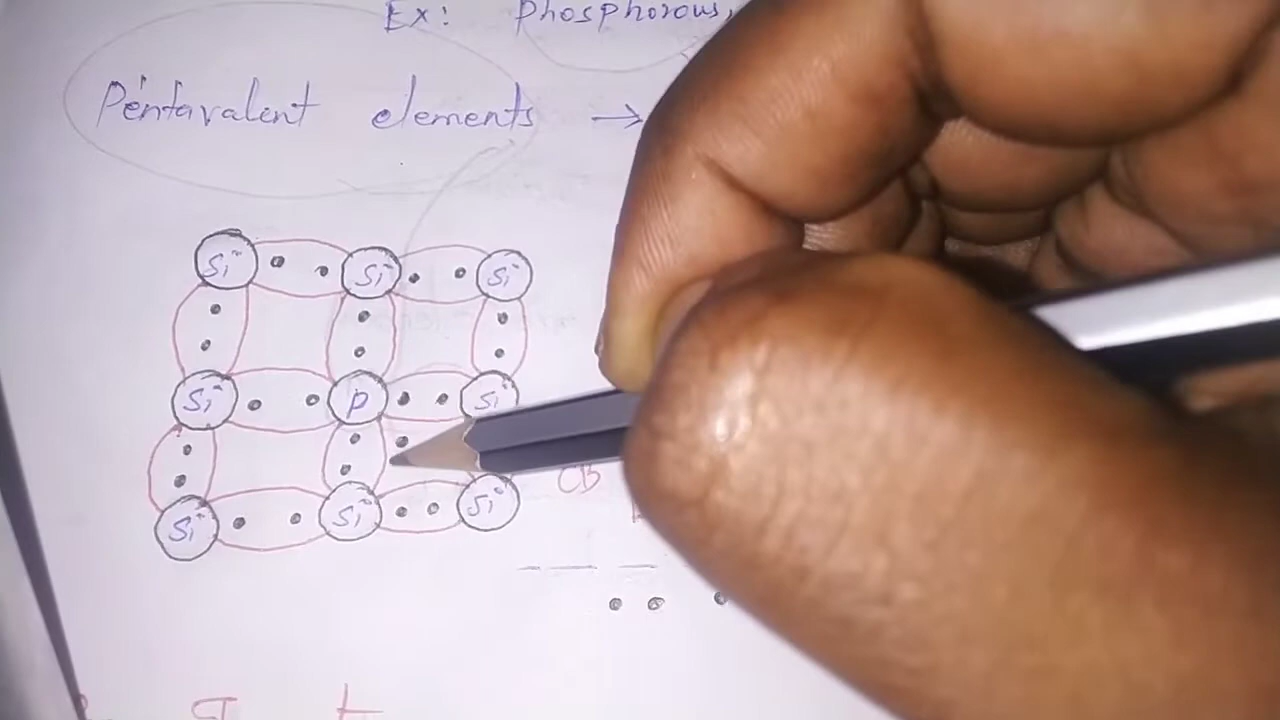 Ex: Phosphorous,
Pentavalent elements →
Si Si Si
Si P Si
CB
Si Si Si